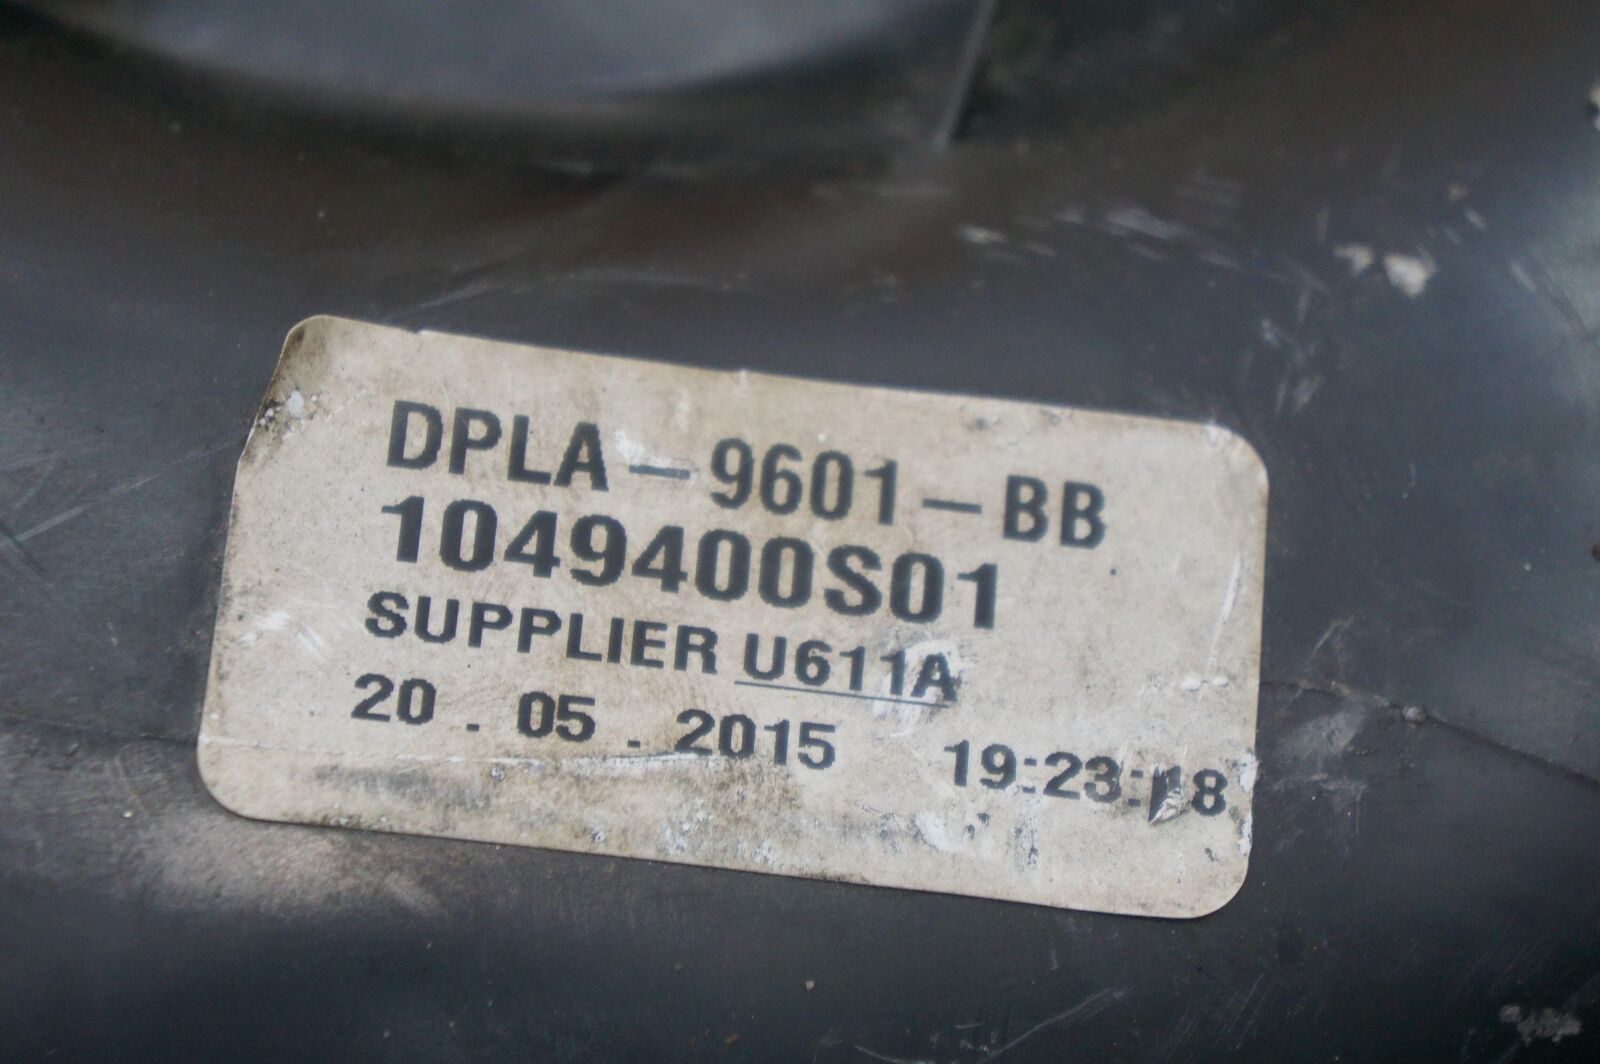 DPLA-9601-BB
1049400S01
SUPPLIER U611A
20.05.2015 19:23:18